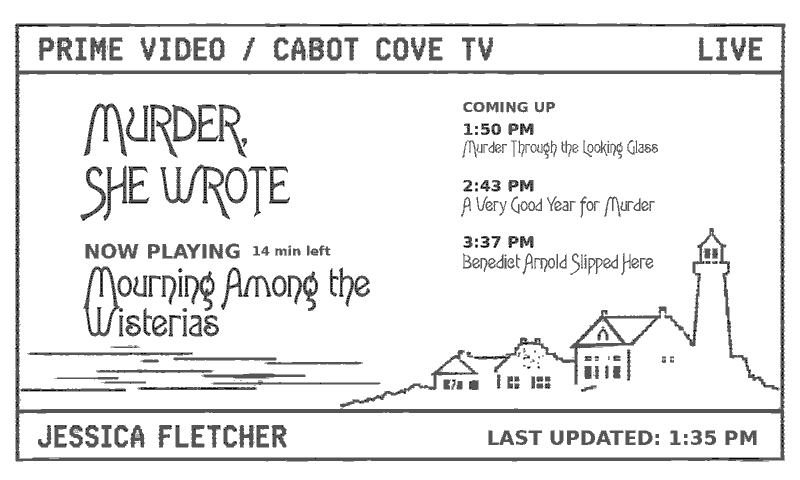 PRIME VIDEO / CABOT COVE TV
LIVE
MURDER,
SHE WROTE
NOW PLAYING 14 min left
Mourning Among the
Wisterias
COMING UP
1:50 PM
Murder Through the Looking Glass
2:43 PM
A Very Good Year for Murder
3:37 PM
Benedict Arnold Slipped Here
JESSICA FLETCHER
LAST UPDATED: 1:35 PM